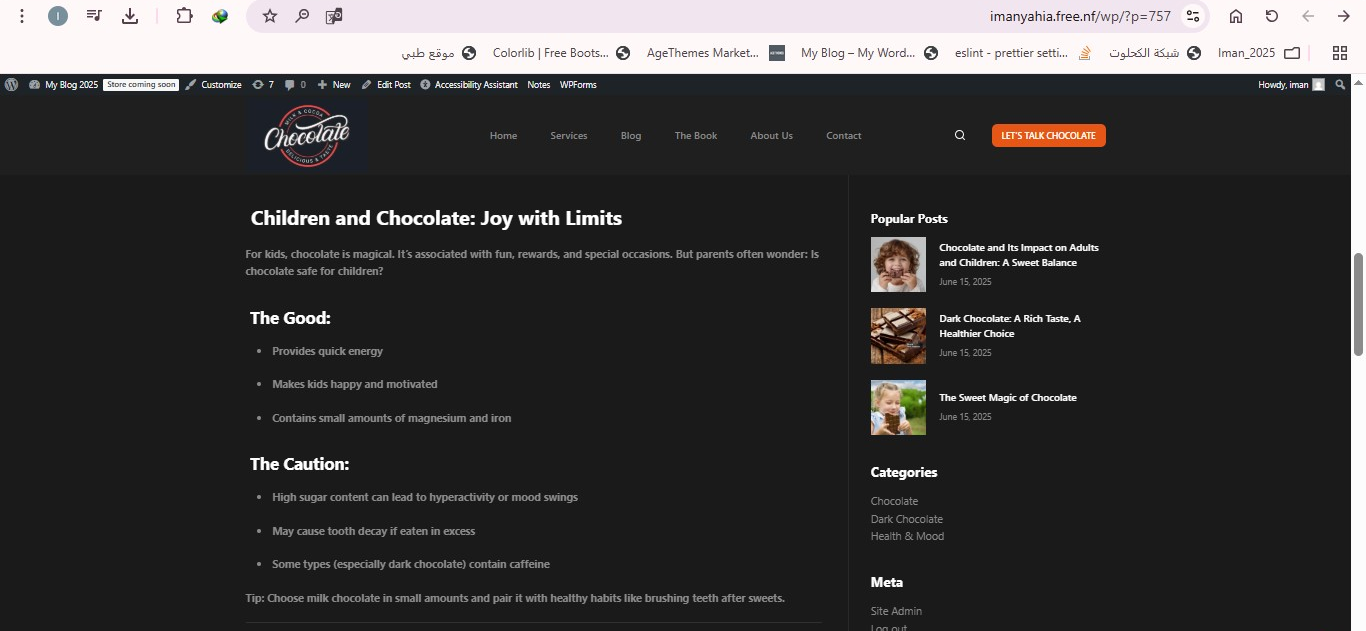 imanyahia.free.nf/wp/?p=757
موقع طبي
Colorlib | Free Boots...
AgeThemes Market...
My Blog – My Word...
eslint - prettier setti...
شبكة الكحلوت
Iman_2025
My Blog 2025
Store coming soon
Customize
7
0
New
Edit Post
Accessibility Assistant
Notes
WPForms
Howdy, iman
MILK & COCOA
Chocolate
DELICIOUS & TASTE
Home
Services
Blog
The Book
About Us
Contact
LET'S TALK CHOCOLATE
Children and Chocolate: Joy with Limits
For kids, chocolate is magical. It's associated with fun, rewards, and special occasions. But parents often wonder: Is
chocolate safe for children?
The Good:
• Provides quick energy
• Makes kids happy and motivated
• Contains small amounts of magnesium and iron
The Caution:
• High sugar content can lead to hyperactivity or mood swings
• May cause tooth decay if eaten in excess
• Some types (especially dark chocolate) contain caffeine
Tip: Choose milk chocolate in small amounts and pair it with healthy habits like brushing teeth after sweets.
Popular Posts
Chocolate and Its Impact on Adults
and Children: A Sweet Balance
June 15, 2025
Dark Chocolate: A Rich Taste, A
Healthier Choice
June 15, 2025
The Sweet Magic of Chocolate
June 15, 2025
Categories
Chocolate
Dark Chocolate
Health & Mood
Meta
Site Admin
Log out